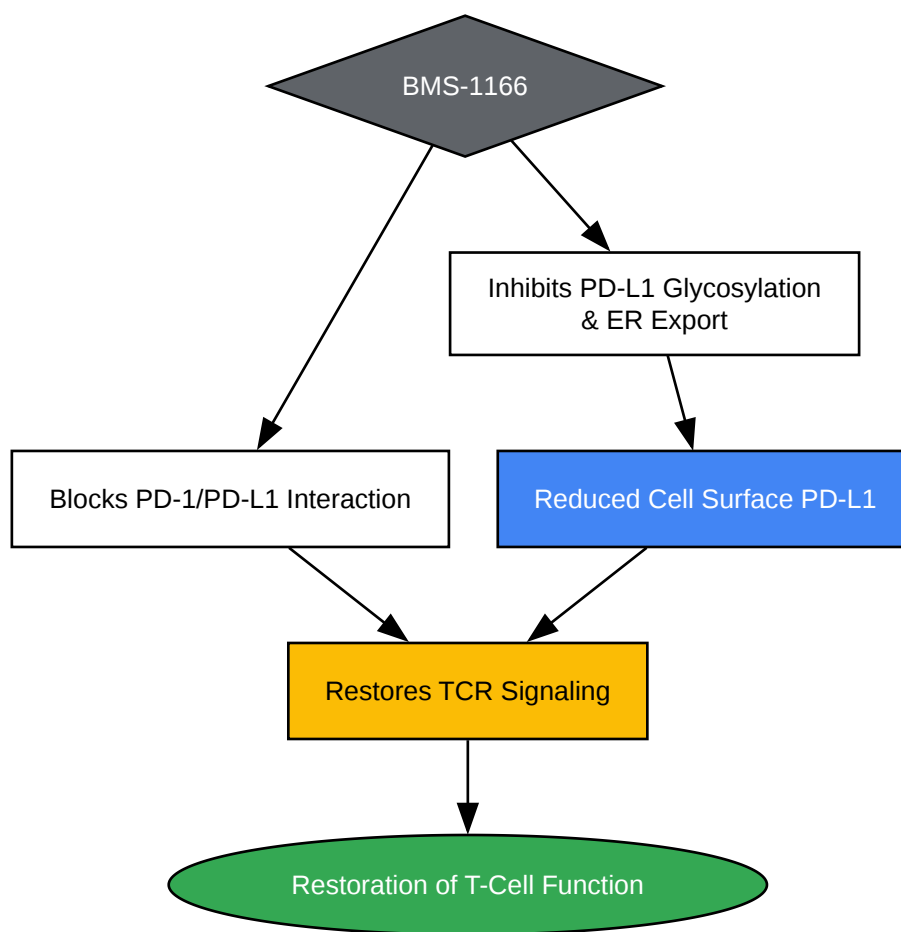 BMS-1166
Inhibits PD-L1 Glycosylation
& ER Export
Blocks PD-1/PD-L1 Interaction
Reduced Cell Surface PD-L1
Restores TCR Signaling
Restoration of T-Cell Function